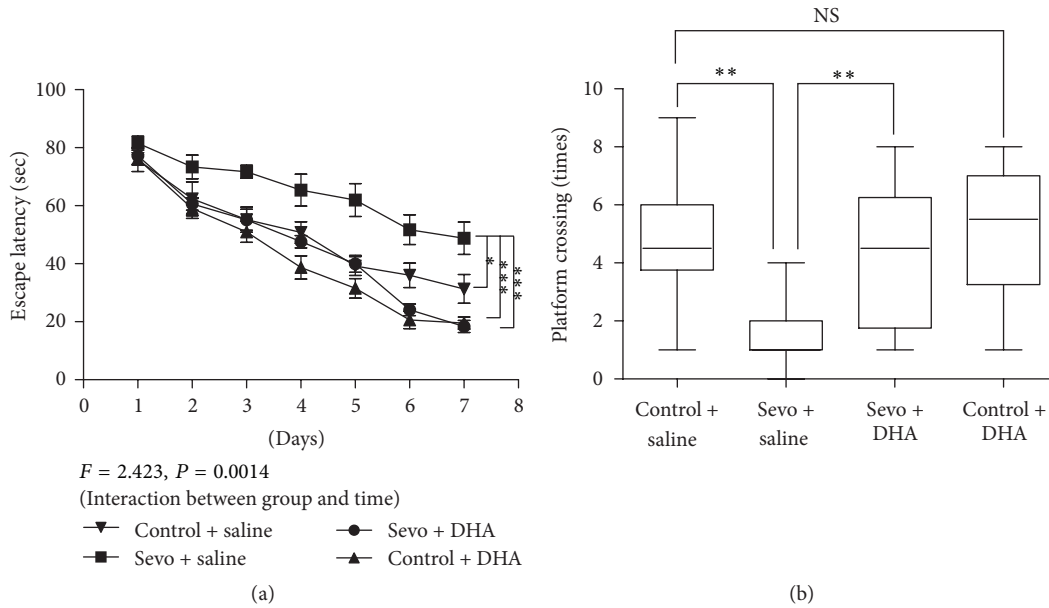 100
80
60
40
20
0
Escape latency (sec)
*
***
***
0 1 2 3 4 5 6 7 8
(Days)
F = 2.423, P = 0.0014
(Interaction between group and time)
Control + saline
Sevo + DHA
Sevo + saline
Control + DHA
(a)
NS
** **
10
8
6
4
2
0
Platform crossing (times)
Control +
saline
Sevo +
saline
Sevo +
DHA
Control +
DHA
(b)